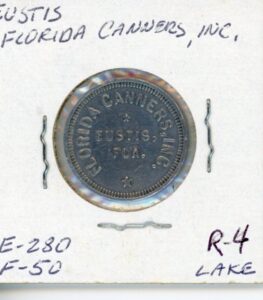 EUSTIS
FLORIDA CANNERS, INC.
FLORIDA CANNERS, INC.
EUSTIS,
FLA.
E-280
F-50
R-4
LAKE